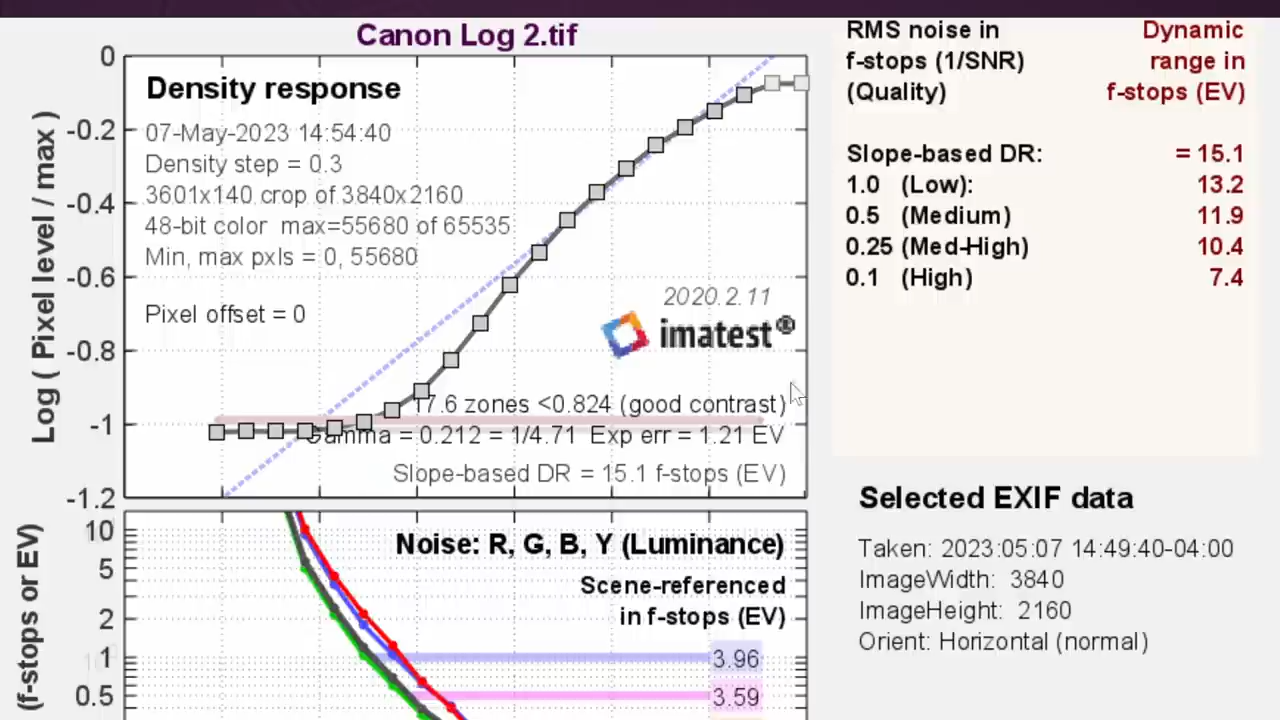 Canon Log 2.tif
0
-0.2
-0.4
-0.6
-0.8
-1
-1.2
Log ( Pixel level / max )
Density response
07-May-2023 14:54:40
Density step = 0.3
3601x140 crop of 3840x2160
48-bit color max=55680 of 65535
Min, max pxls = 0, 55680
Pixel offset = 0
2020.2.11
imatest®
17.6 zones <0.824 (good contrast)
Gamma = 0.212 = 1/4.71 Exp err = 1.21 EV
Slope-based DR = 15.1 f-stops (EV)
(f-stops or EV)
10
5
2
1
0.5
Noise: R, G, B, Y (Luminance)
Scene-referenced
in f-stops (EV)
3.96
3.59
RMS noise in Dynamic
f-stops (1/SNR) range in
(Quality) f-stops (EV)
Slope-based DR: = 15.1
1.0 (Low): 13.2
0.5 (Medium) 11.9
0.25 (Med-High) 10.4
0.1 (High) 7.4
Selected EXIF data
Taken: 2023:05:07 14:49:40-04:00
ImageWidth: 3840
ImageHeight: 2160
Orient: Horizontal (normal)